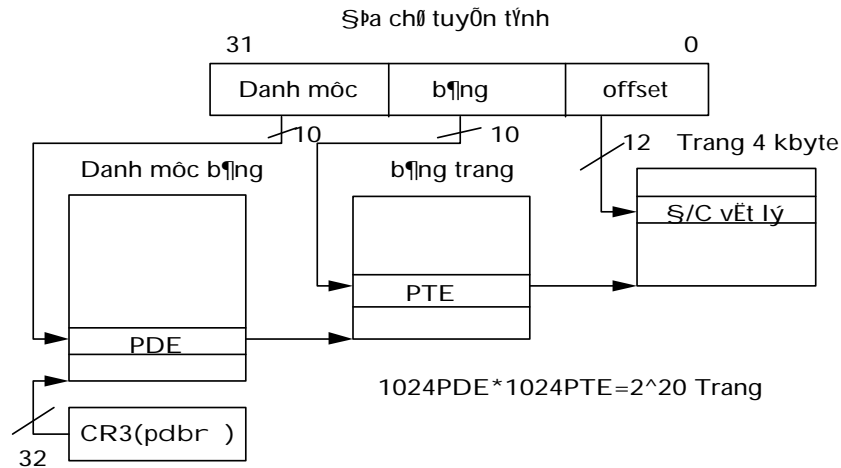 §Þa chØ tuyÕn tÝnh
31 0
Danh môc b¶ng offset
10 10 12 Trang 4 kbyte
Danh môc b¶ng b¶ng trang
§/C vËt lý
PTE
PDE
1024PDE*1024PTE=2^20 Trang
CR3(pdbr )
32